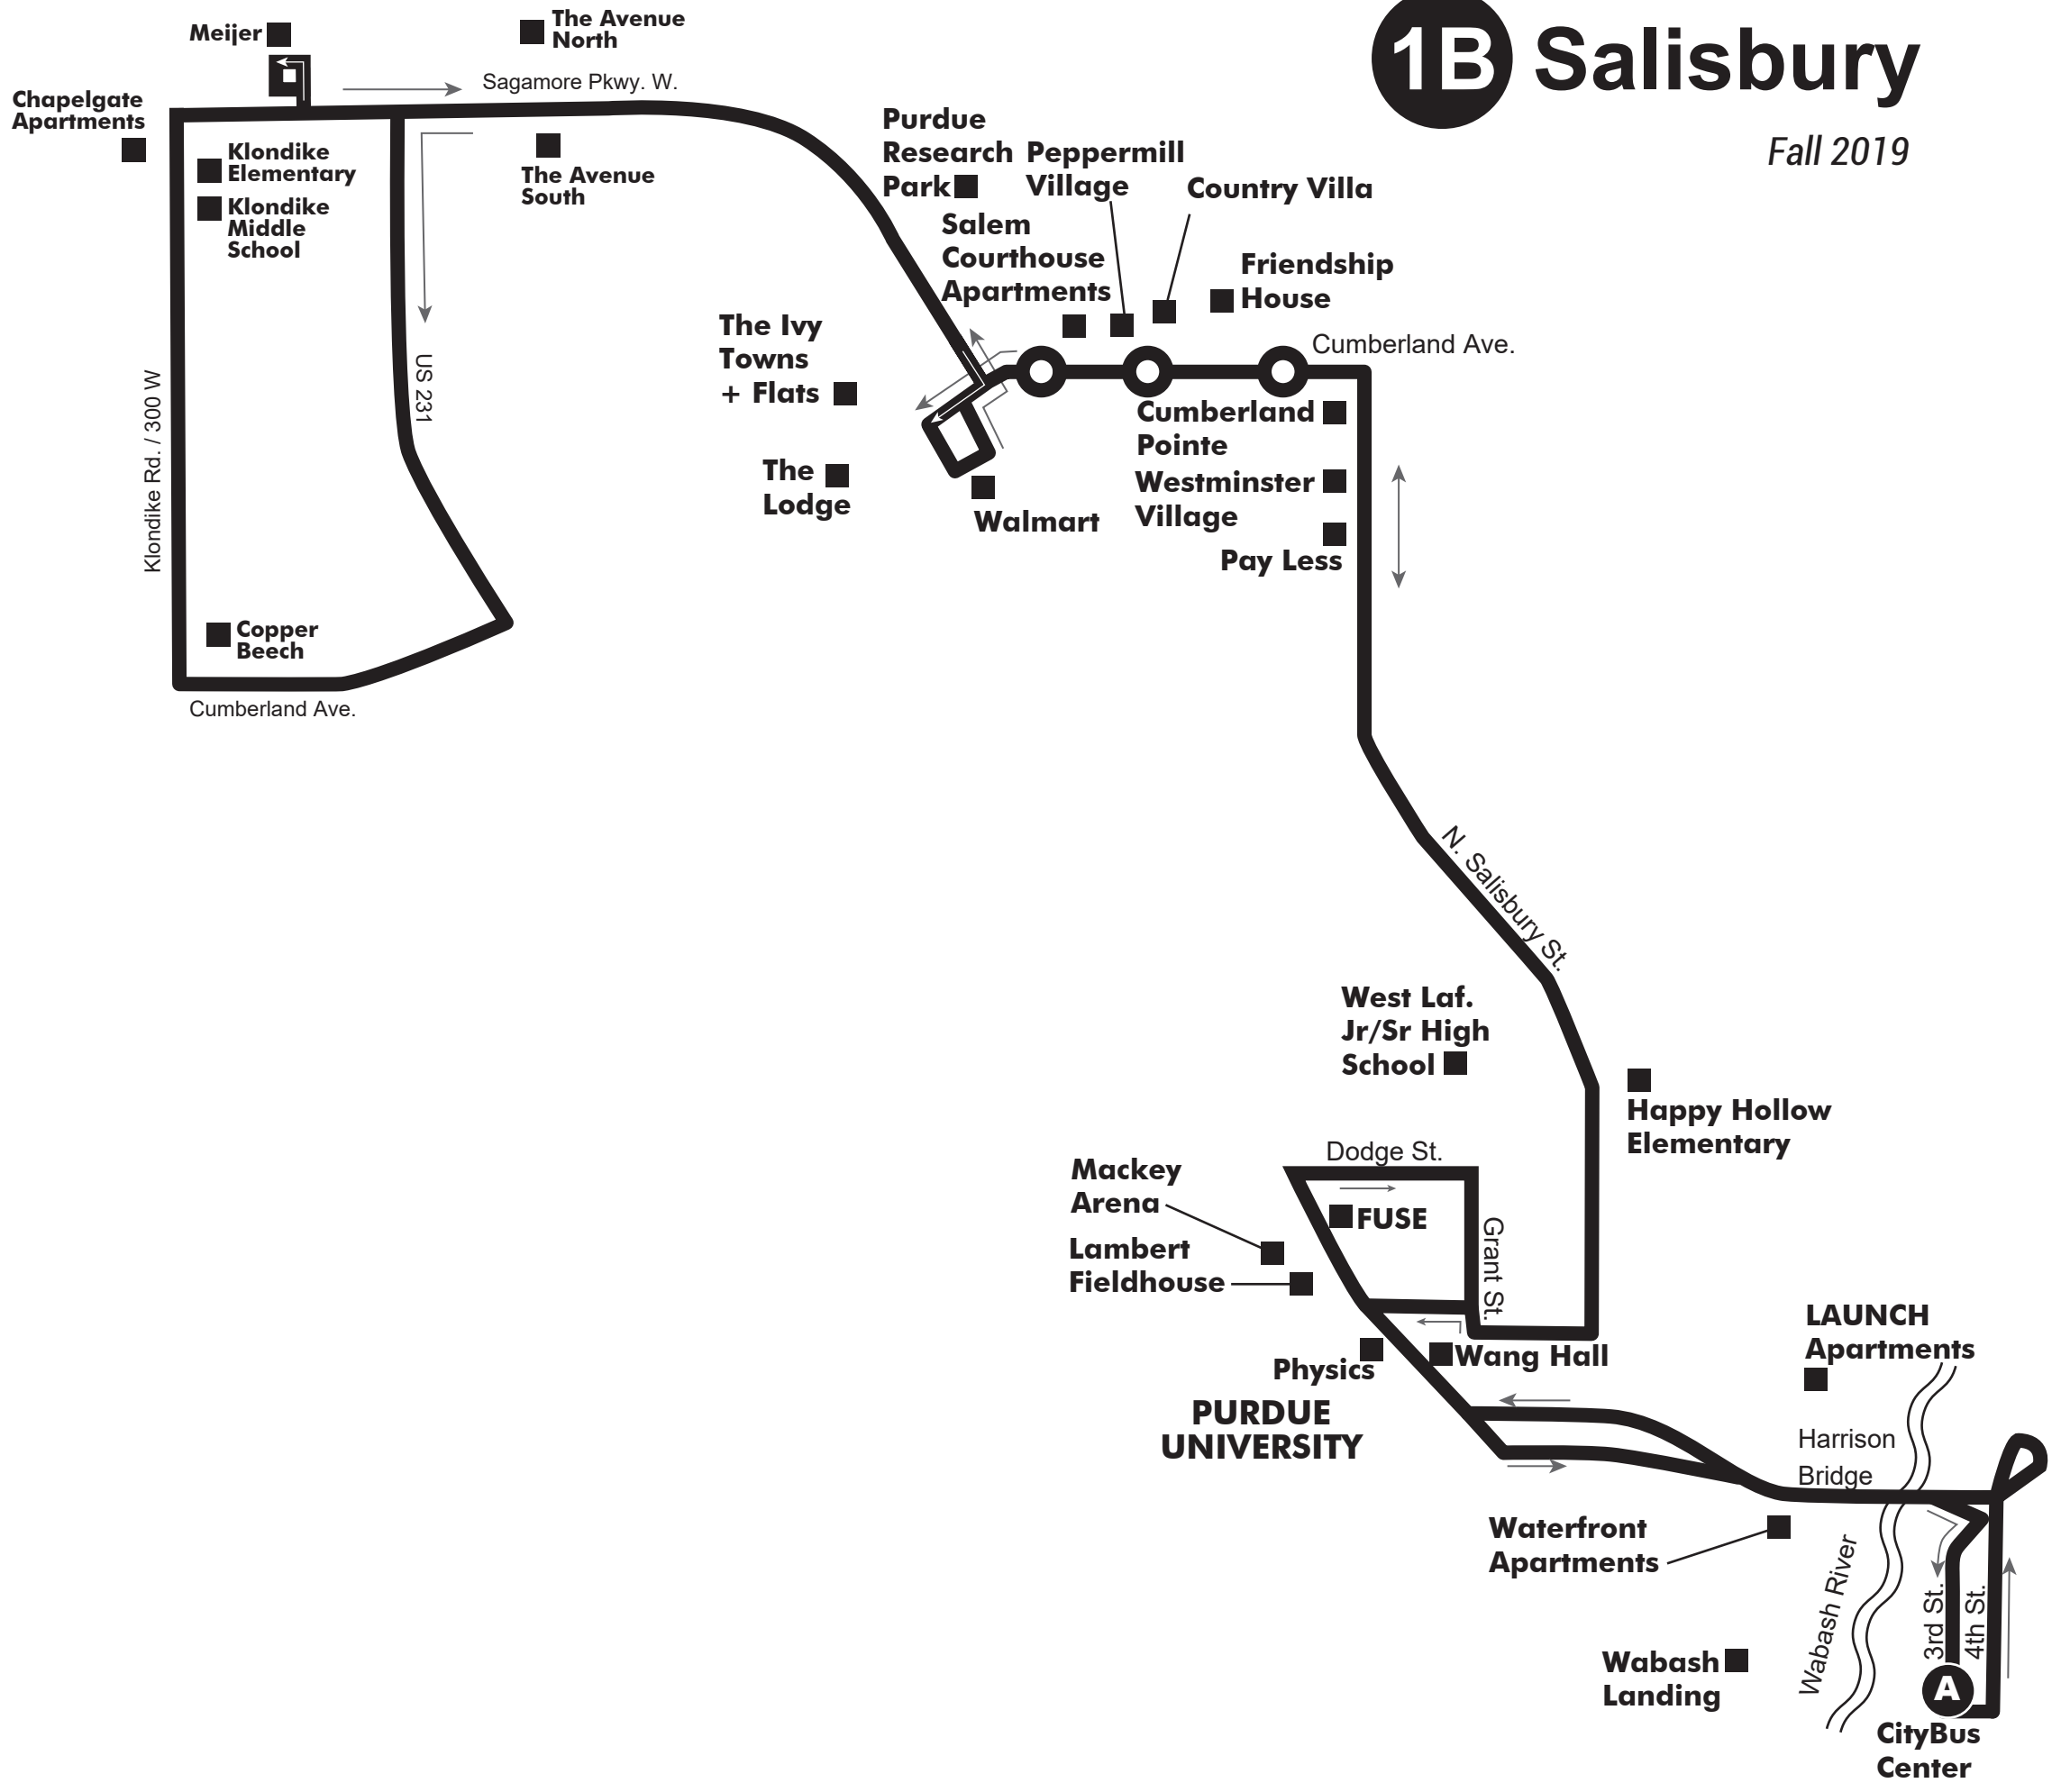 1B Salisbury
Fall 2019
Meijer
The Avenue
North
Sagamore Pkwy. W.
Chapelgate
Apartments
Klondike
Elementary
Klondike
Middle
School
The Avenue
South
US 231
Klondike Rd. / 300 W
Copper
Beech
Cumberland Ave.
Purdue
Research
Park
Peppermill
Village
Country Villa
Salem
Courthouse
Apartments
Friendship
House
Cumberland Ave.
The Ivy
Towns
+ Flats
The
Lodge
Walmart
Cumberland
Pointe
Westminster
Village
Pay Less
N. Salisbury St.
West Laf.
Jr/Sr High
School
Happy Hollow
Elementary
Dodge St.
Mackey
Arena
FUSE
Grant St.
Lambert
Fieldhouse
Wang Hall
Physics
PURDUE
UNIVERSITY
LAUNCH
Apartments
Harrison
Bridge
Waterfront
Apartments
Wabash River
3rd St.
4th St.
Wabash
Landing
A
CityBus
Center